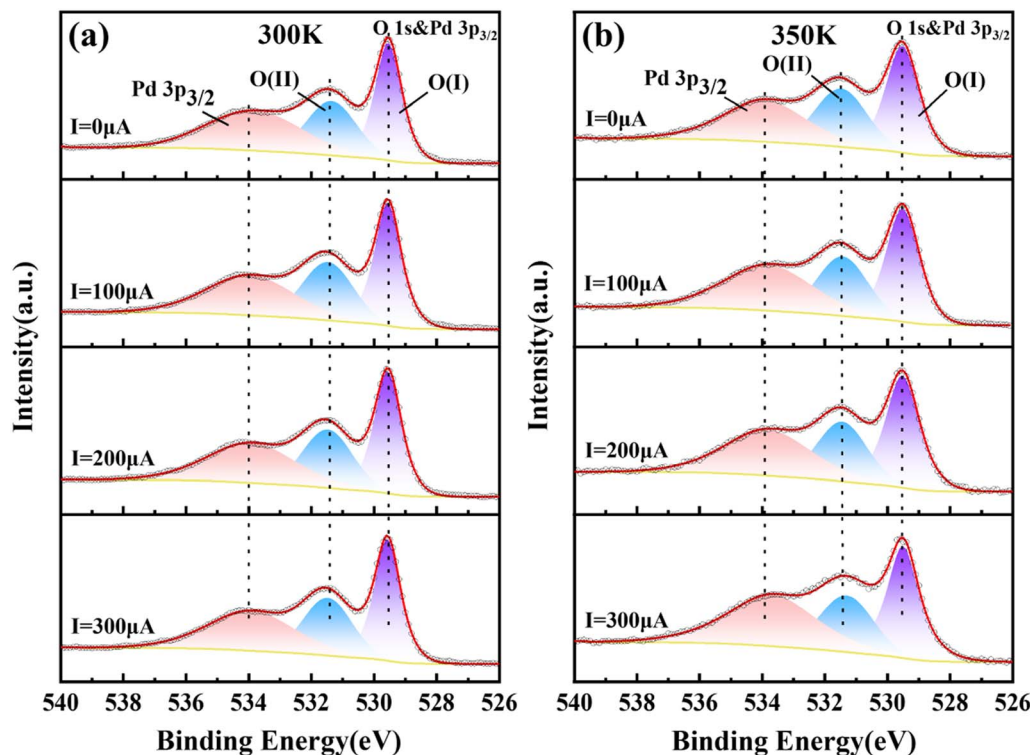 (a)
300K
O 1s&Pd 3p3/2
Pd 3p3/2
O(II)
O(I)
I=0μA
I=100μA
I=200μA
I=300μA
Intensity(a.u.)
540 538 536 534 532 530 528 526
Binding Energy(eV)
(b)
350K
O 1s&Pd 3p3/2
Pd 3p3/2
O(II)
O(I)
I=0μA
I=100μA
I=200μA
I=300μA
Intensity(a.u.)
540 538 536 534 532 530 528 526
Binding Energy(eV)